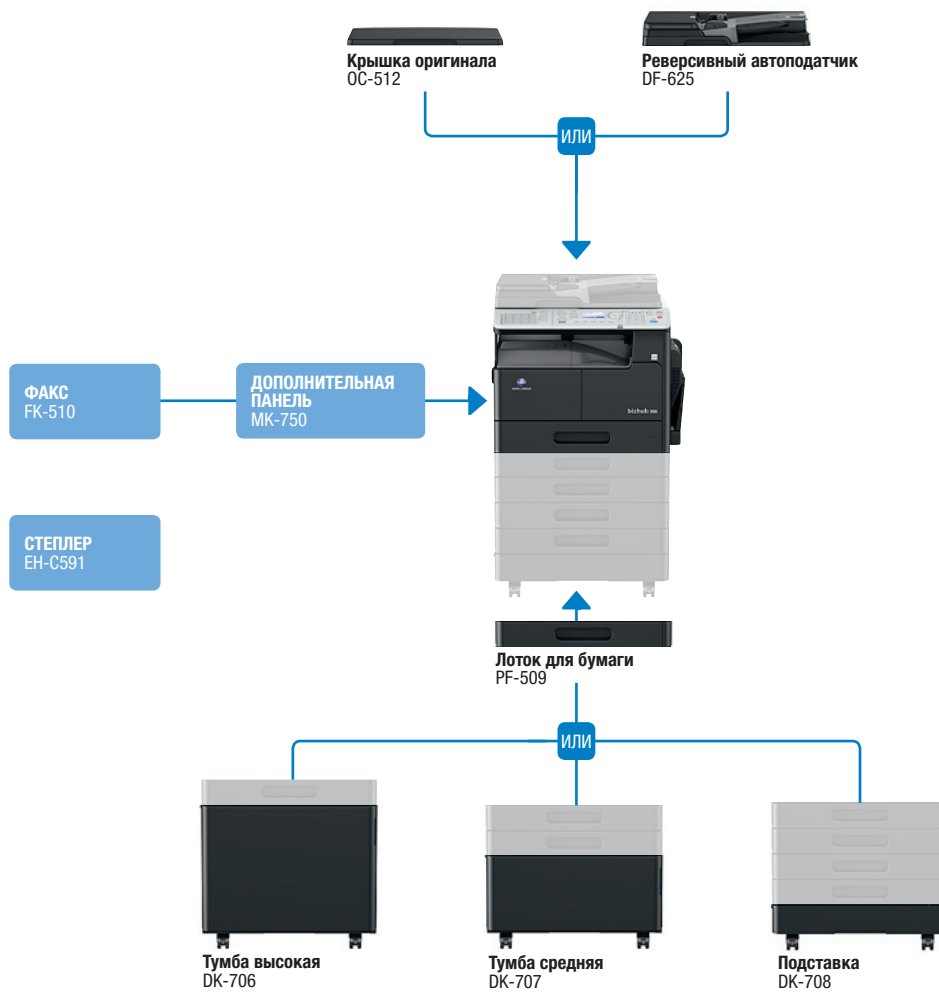 Крышка оригинала
OC-512
Реверсивный автоподатчик
DF-625
ИЛИ
ФАКС
FK-510
ДОПОЛНИТЕЛЬНАЯ
ПАНЕЛЬ
MK-750
bizhub
СТЕПЛЕР
EH-C591
Лоток для бумаги
PF-509
ИЛИ
Тумба высокая
DK-706
Тумба средняя
DK-707
Подставка
DK-708